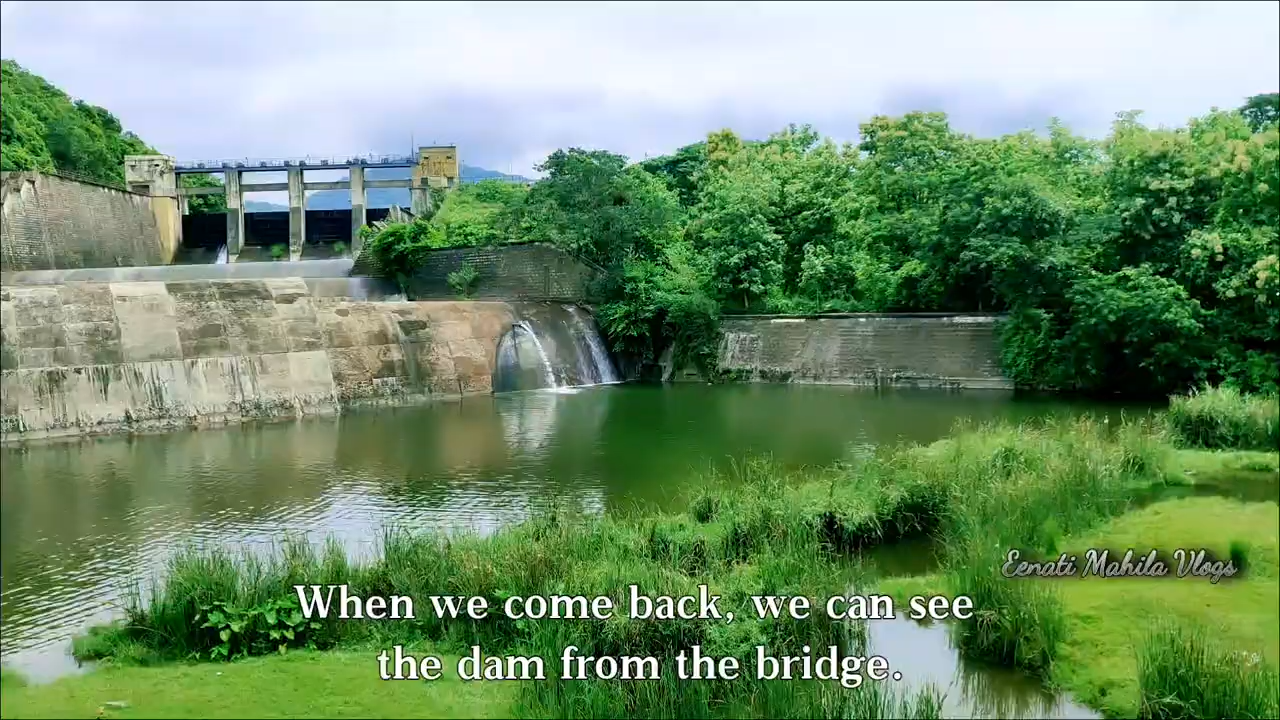 Eenati Mahila Vlogs
When we come back, we can see
the dam from the bridge.